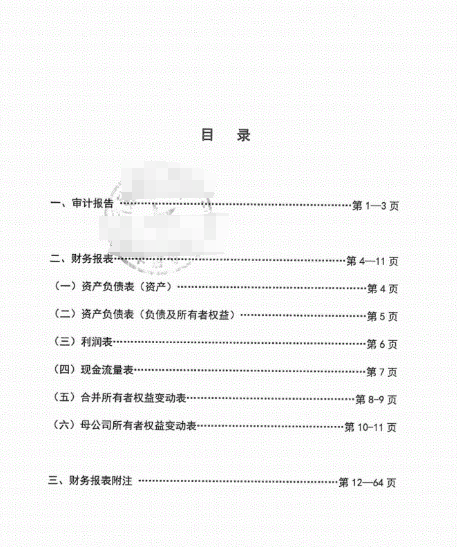 目 录
一、审计报告 ……………………………………第 1—3 页
二、财务报表……………………………………第 4—11 页
（一）资产负债表（资产）……………………………第 4 页
（二）资产负债表（负债及所有者权益）…………………第 5 页
（三）利润表………………………………………第 6 页
（四）现金流量表……………………………………第 7 页
（五）合并所有者权益变动表…………………………第 8-9 页
（六）母公司所有者权益变动表………………………第 10-11 页
三、财务报表附注 ………………………………第 12—64 页